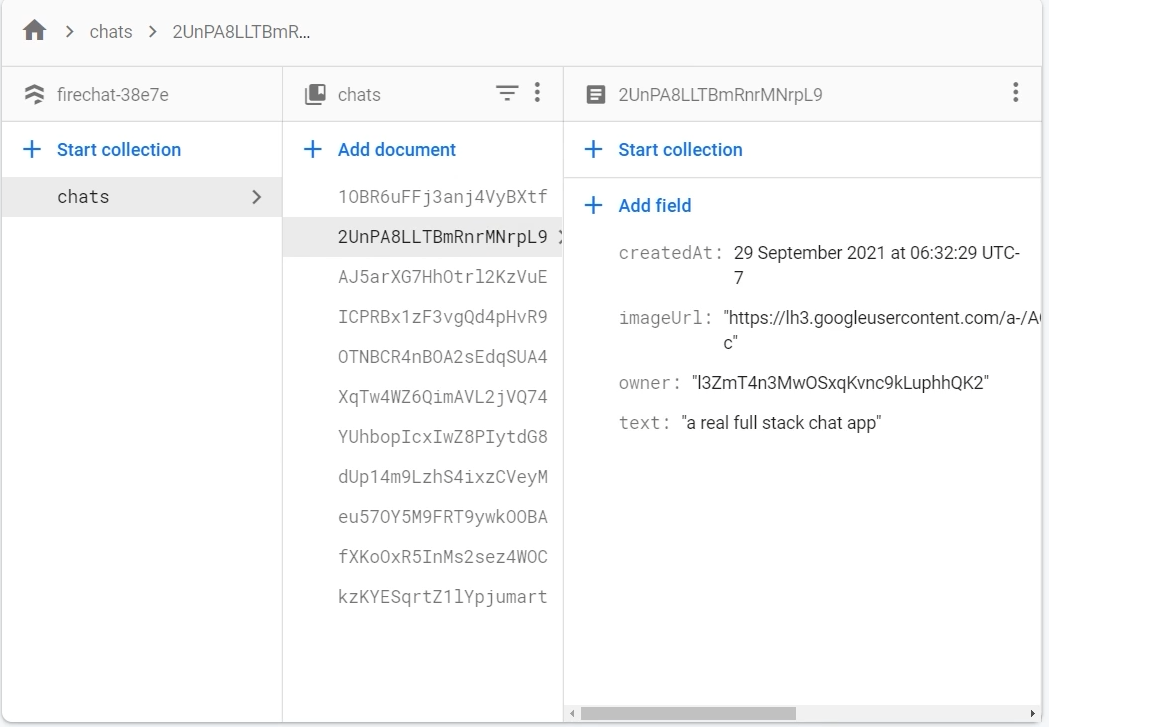 chats
2UnPA8LLTBmR...
firechat-38e7e
chats
2UnPA8LLTBmRnrMNrpL9
Start collection
Add document
Start collection
chats
1OBR6uFFj3anj4VyBXtf
2UnPA8LLTBmRnrMNrpL9
AJ5arXG7HhOtrl2KzVuE
ICPRBx1zF3vgQd4pHvR9
OTNBCR4nBOA2sEdqSUA4
XqTw4WZ6QimAVL2jVQ74
YUhbopIcxIwZ8PIytdG8
dUp14m9LzhS4ixzCVeyM
eu57OY5M9FRT9ywkOOBA
fXKoOxR5InMs2sez4WOC
kzKYESqrtZ1lYpjumart
Add field
createdAt: 29 September 2021 at 06:32:29 UTC-
7
imageUrl: "https://lh3.googleusercontent.com/a-/A
c"
owner: "l3ZmT4n3MwOSxqKvnc9kLuphhQK2"
text: "a real full stack chat app"